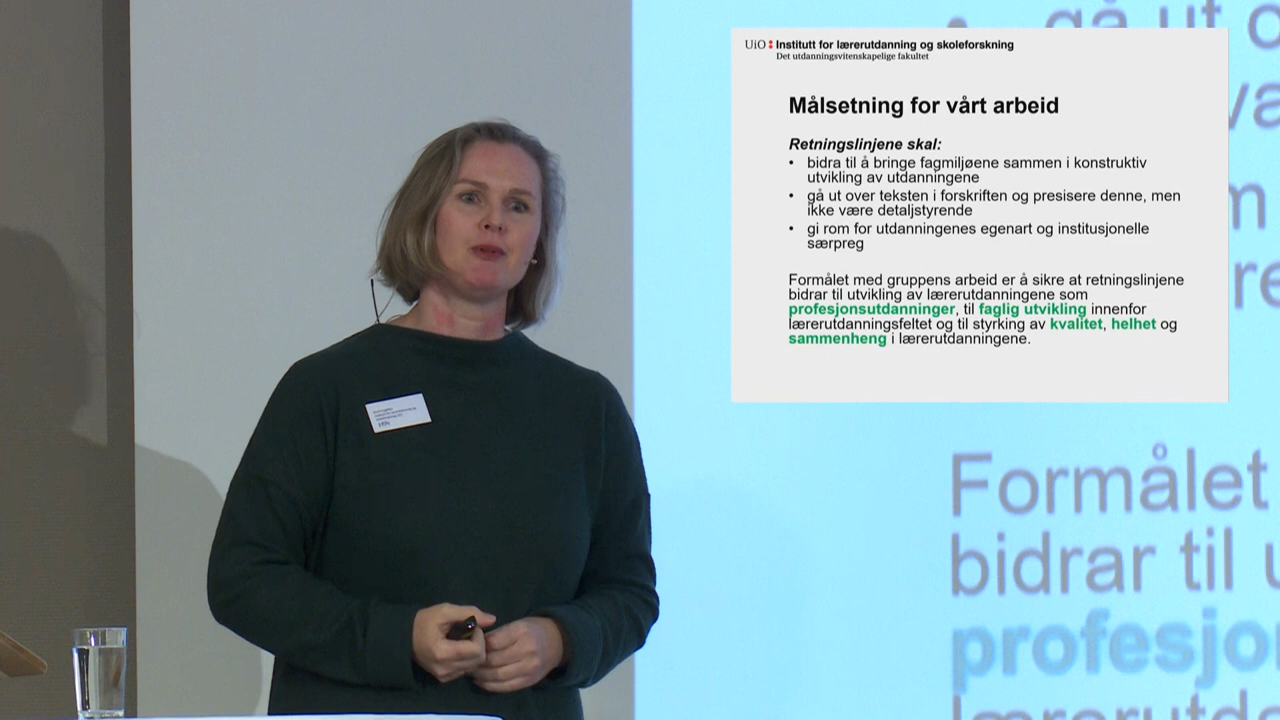 UiO Institutt for lærerutdanning og skoleforskning
Det utdanningsvitenskapelige fakultet
Målsetning for vårt arbeid
Retningslinjene skal:
• bidra til å bringe fagmiljøene sammen i konstruktiv
utvikling av utdanningene
• gå ut over teksten i forskriften og presisere denne, men
ikke være detaljstyrende
• gi rom for utdanningenes egenart og institusjonelle
særpreg
Formålet med gruppens arbeid er å sikre at retningslinjene
bidrar til utvikling av lærerutdanningene som
profesjonsutdanninger, til faglig utvikling innenfor
lærerutdanningsfeltet og til styrking av kvalitet, helhet og
sammenheng i lærerutdanningene.
• gå ut o
Formålet
bidrar til u
profesjo
lærerutda